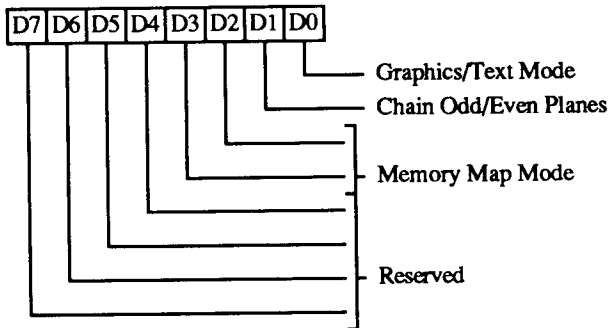 D7 D6 D5 D4 D3 D2 D1 D0
Graphics/Text Mode
Chain Odd/Even Planes
Memory Map Mode
Reserved